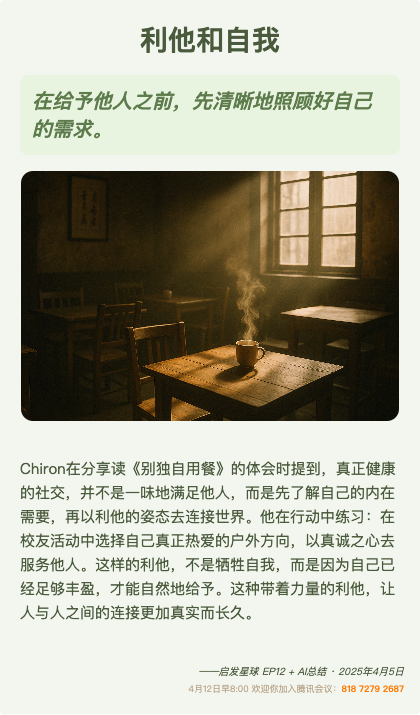 利他和自我
在给予他人之前，先清晰地照顾好自己
的需求。
Chiron在分享读《别独自用餐》的体会时提到，真正健康
的社交，并不是一味地满足他人，而是先了解自己的内在
需要，再以利他的姿态去连接世界。他在行动中练习：在
校友活动中选择自己真正热爱的户外方向，以真诚之心去
服务他人。这样的利他，不是牺牲自我，而是因为自己已
经足够丰盈，才能自然地给予。这种带着力量的利他，让
人与人之间的连接更加真实而长久。
——启发星球 EP12 + AI总结 · 2025年4月5日
4月12日早8:00 欢迎你加入腾讯会议：818 7279 2687